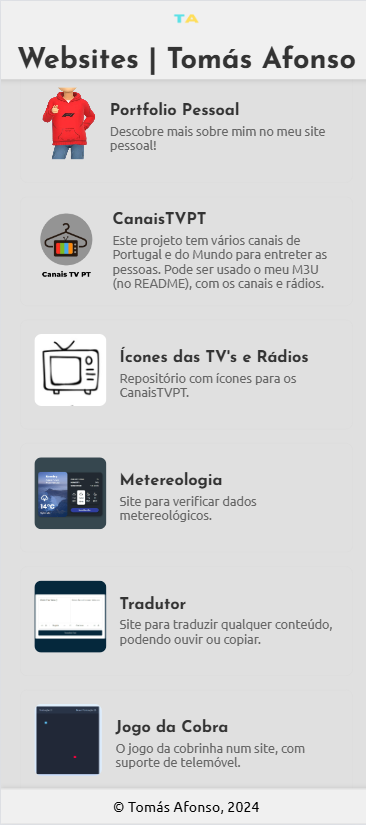 TA
Websites | Tomás Afonso
Portfolio Pessoal
Descobre mais sobre mim no meu site
pessoal!
CanaisTVPT
Este projeto tem vários canais de
Portugal e do Mundo para entreter as
pessoas. Pode ser usado o meu M3U
(no README), com os canais e rádios.
Canais TV PT
Ícones das TV's e Rádios
Repositório com ícones para os
CanaisTVPT.
Metereologia
Site para verificar dados
metereológicos.
14°C
Tradutor
Site para traduzir qualquer conteúdo,
podendo ouvir ou copiar.
Jogo da Cobra
O jogo da cobrinha num site, com
suporte de telemóvel.
© Tomás Afonso, 2024